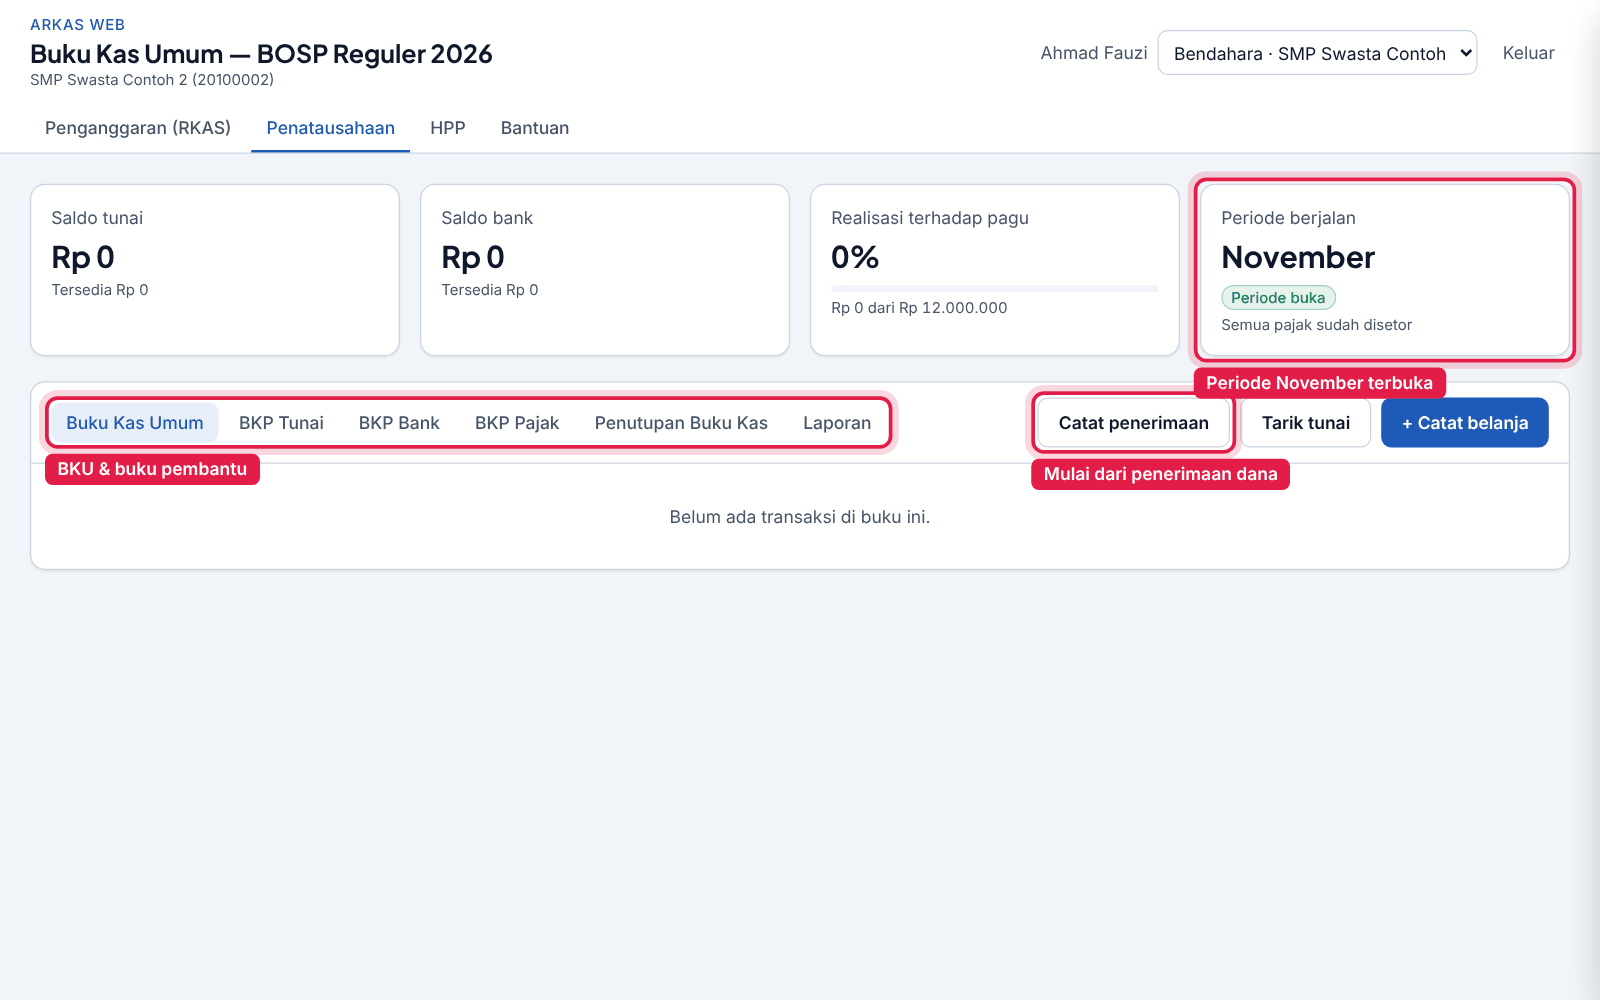 ARKAS WEB
Buku Kas Umum — BOSP Reguler 2026
SMP Swasta Contoh 2 (20100002)
Ahmad Fauzi
Bendahara · SMP Swasta Contoh
Keluar
Penganggaran (RKAS)
Penatausahaan
HPP
Bantuan
Saldo tunai
Rp 0
Tersedia Rp 0
Saldo bank
Rp 0
Tersedia Rp 0
Realisasi terhadap pagu
0%
Rp 0 dari Rp 12.000.000
Periode berjalan
November
Periode buka
Semua pajak sudah disetor
Periode November terbuka
Buku Kas Umum
BKP Tunai
BKP Bank
BKP Pajak
Penutupan Buku Kas
Laporan
Catat penerimaan
Tarik tunai
+ Catat belanja
BKU & buku pembantu
Mulai dari penerimaan dana
Belum ada transaksi di buku ini.